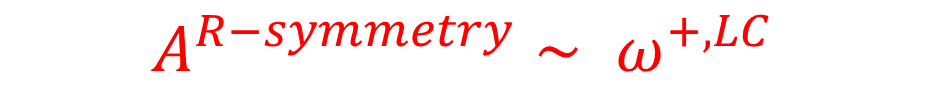 A^{R−symmetry} ~ ω^{+,LC}